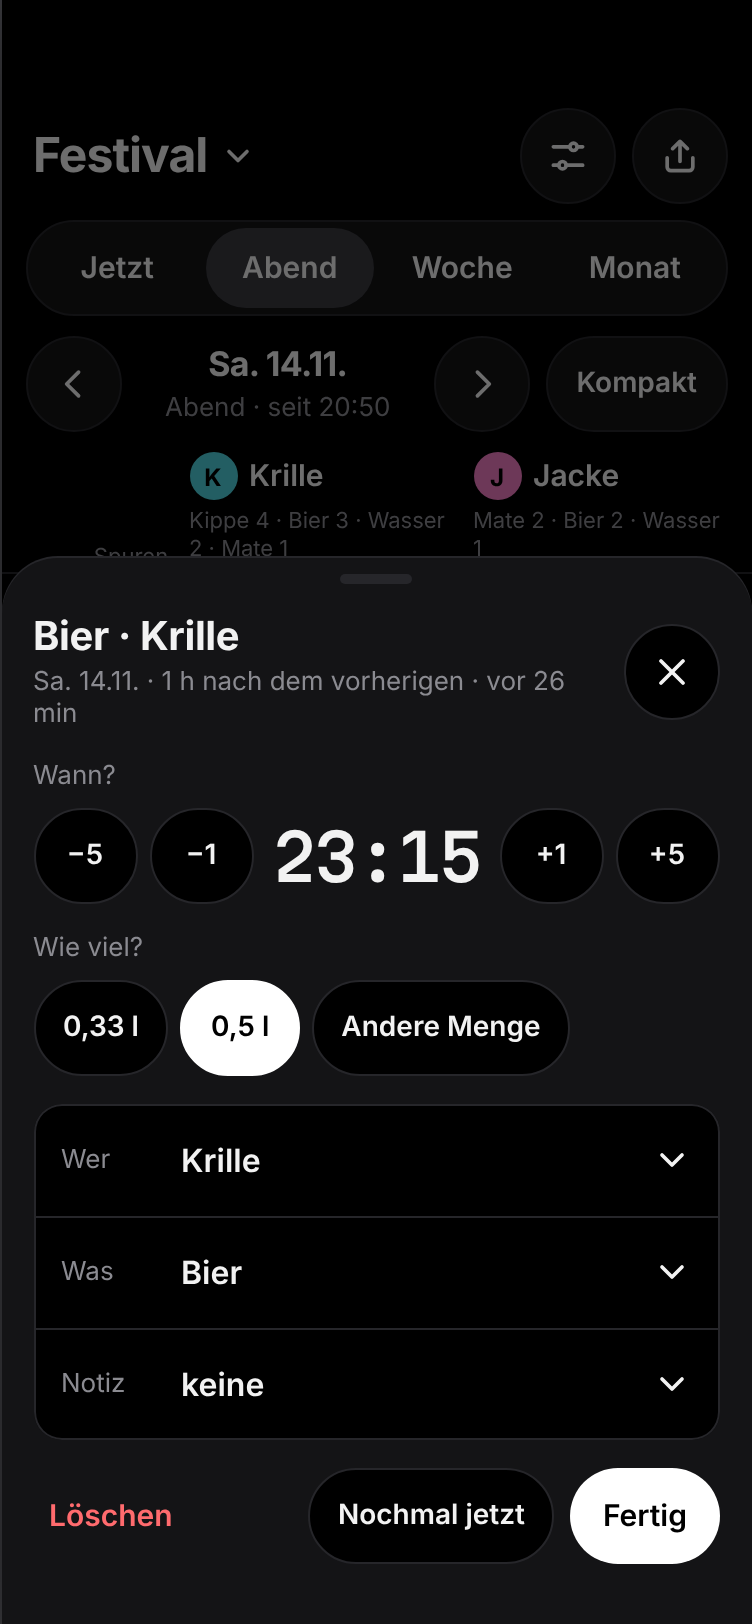 Festival
Jetzt Abend Woche Monat
Sa. 14.11.
Abend · seit 20:50
Kompakt
K Krille
Kippe 4 · Bier 3 · Wasser
2 · Mate 1
J Jacke
Mate 2 · Bier 2 · Wasser
1
Spuren
Bier · Krille
Sa. 14.11. · 1 h nach dem vorherigen · vor 26
min
Wann?
−5 −1 23:15 +1 +5
Wie viel?
0,33 l 0,5 l Andere Menge
Wer Krille
Was Bier
Notiz keine
Löschen Nochmal jetzt Fertig